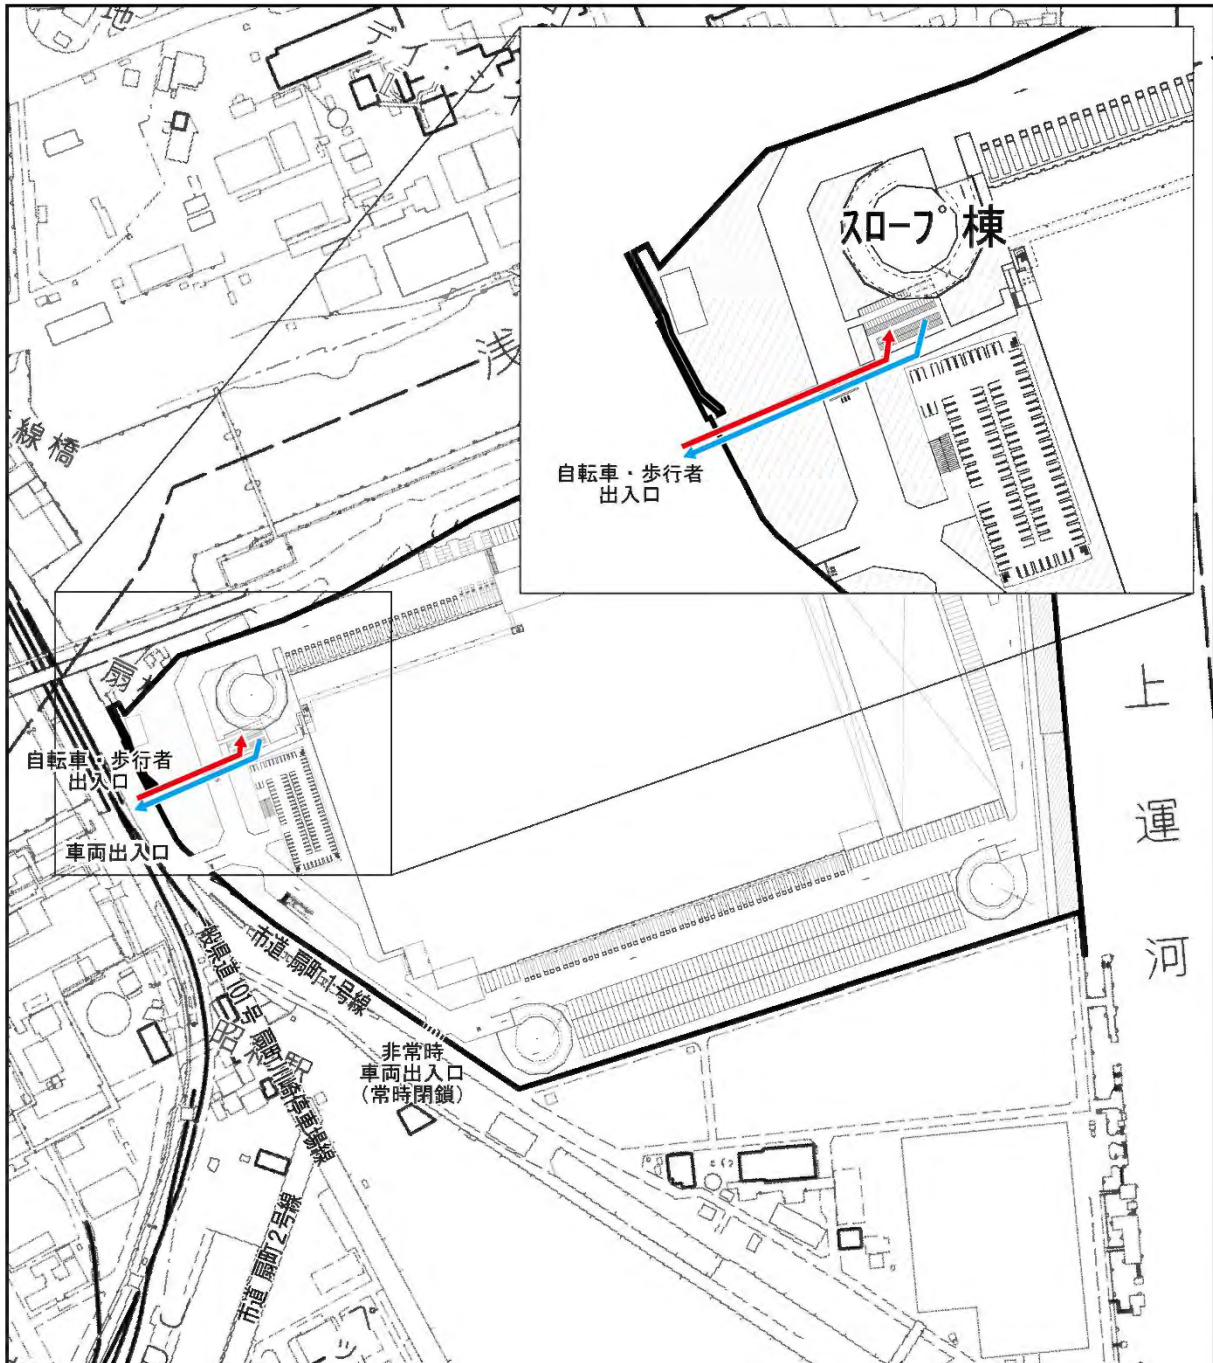 地
スロープ棟
自転車・歩行者
出入口
浅
線橋
扇
自転車・歩行者
出入口
車両出入口
上
運
河
市道 扇町1号線
一般県道101号 扇町川崎停車場線
昭和駅
非常時
車両出入口
(常時閉鎖)
市道 扇町2号線